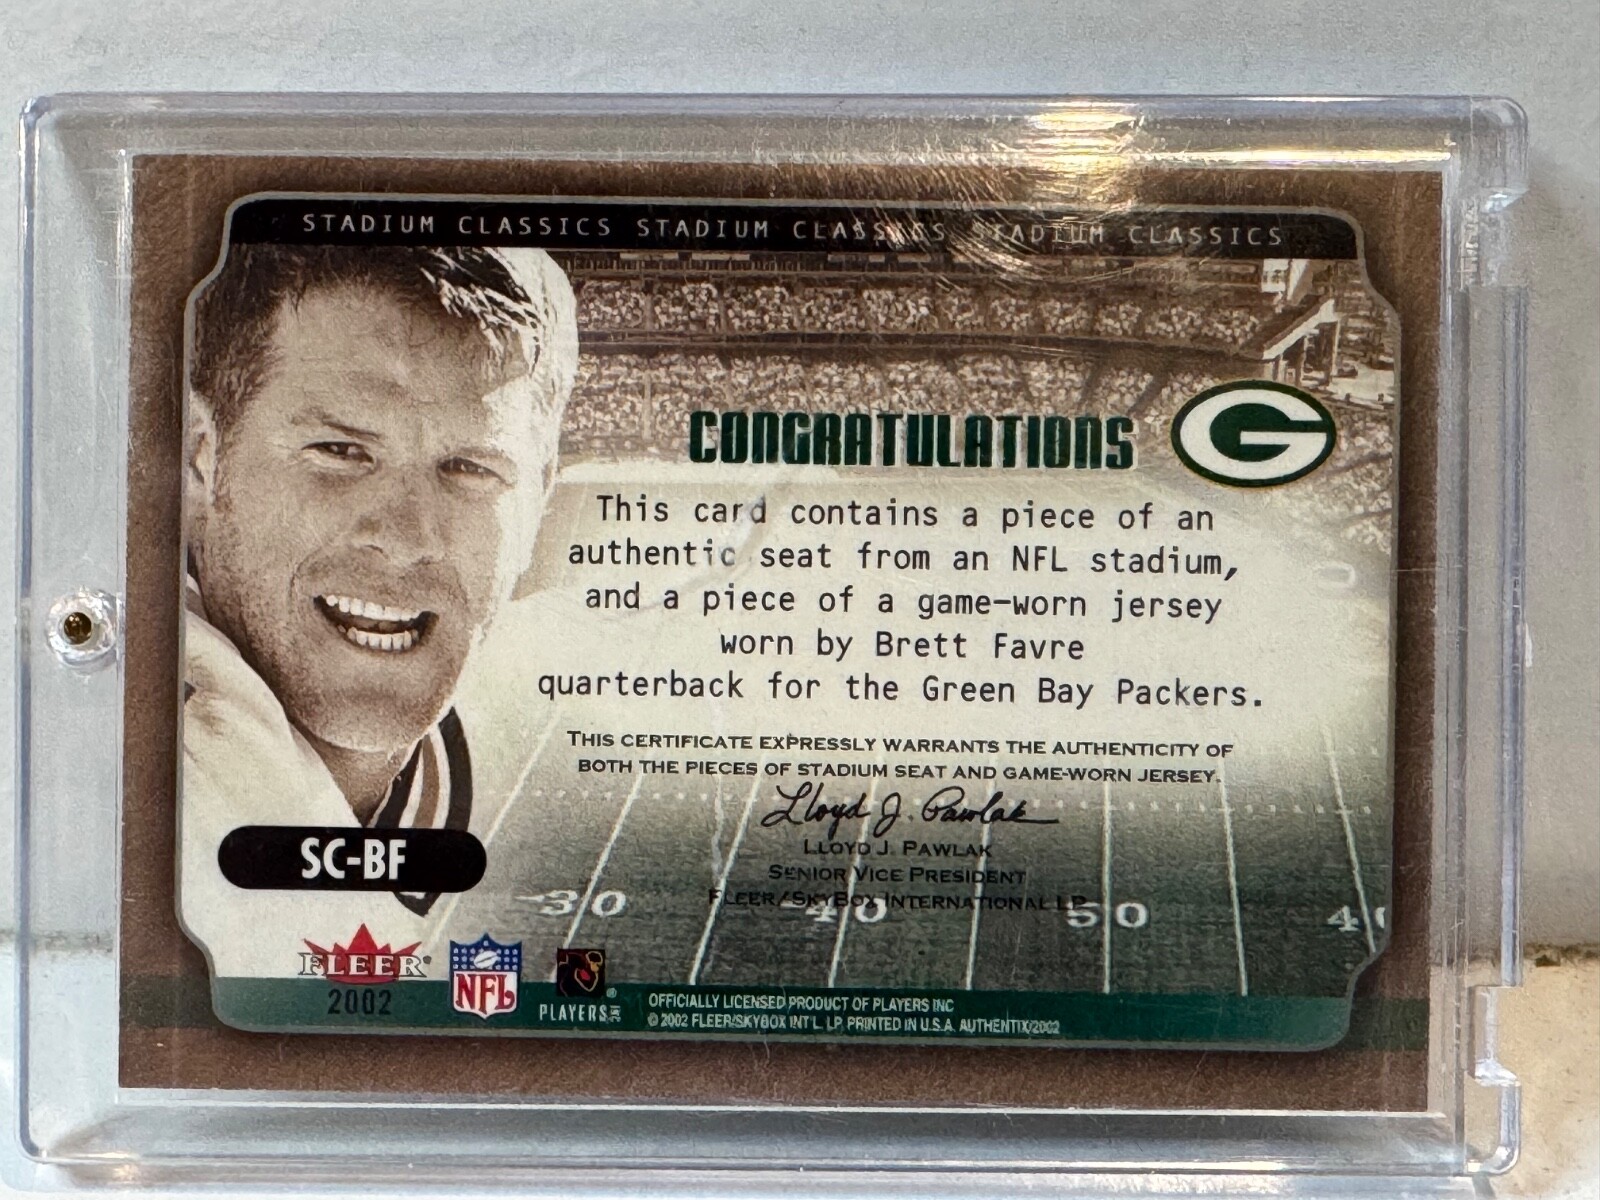 STADIUM CLASSICS STADIUM CLASSICS STADIUM CLASSICS
CONGRATULATIONS
G
This card contains a piece of an
authentic seat from an NFL stadium,
and a piece of a game-worn jersey
worn by Brett Favre
quarterback for the Green Bay Packers.
THIS CERTIFICATE EXPRESSLY WARRANTS THE AUTHENTICITY OF
BOTH THE PIECES OF STADIUM SEAT AND GAME-WORN JERSEY.
Lloyd J. Pawlak
LLOYD J. PAWLAK
SENIOR VICE PRESIDENT
FLEER/SKYBOX INTERNATIONAL LP
SC-BF
30 40 50 40
FLEER®
2002
NFL
PLAYERS INC®
OFFICIALLY LICENSED PRODUCT OF PLAYERS INC
© 2002 FLEER/SKYBOX INT'L. LP. PRINTED IN U.S.A. AUTHENTIX/2002